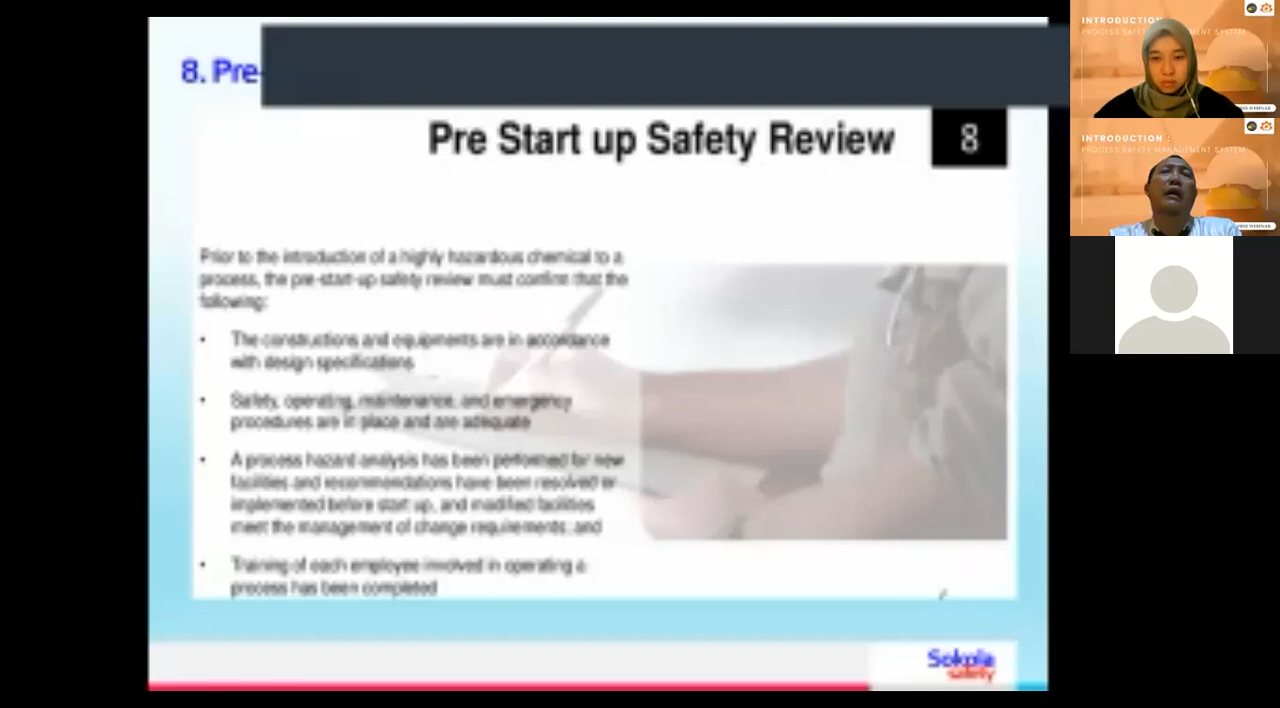 8. Pre-
Pre Start up Safety Review
8
Prior to the introduction of a highly hazardous chemical to a
process, the pre-start-up safety review must confirm that the
following:
• The constructions and equipments are in accordance
with design specifications
• Safety, operating, maintenance, and emergency
procedures are in place and are adequate
• A process hazard analysis has been performed for new
facilities and recommendations have been resolved or
implemented before start up, and modified facilities
meet the management of change requirements; and
• Training of each employee involved in operating a
process has been completed
Sokola
safety
INTRODUCTION
PROCESS SAFETY MANAGEMENT SYSTEM
FREE WEBINAR
INTRODUCTION :
PROCESS SAFETY MANAGEMENT SYSTEM
FREE WEBINAR